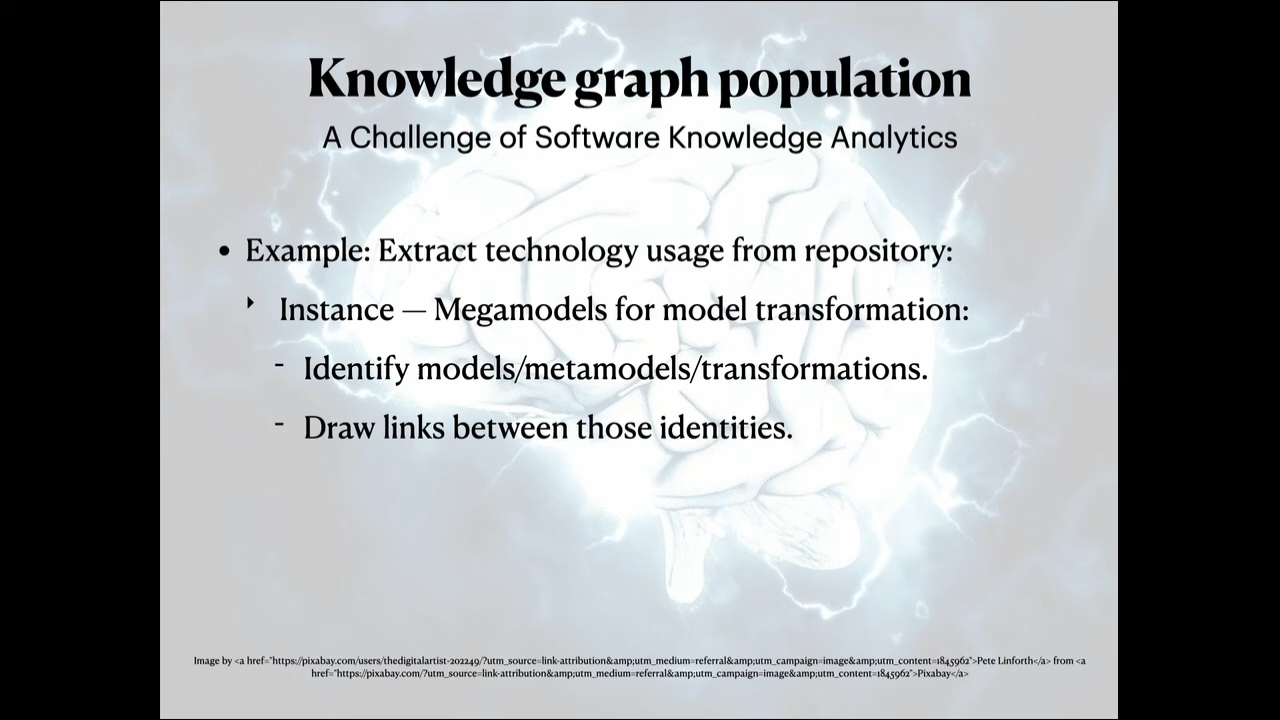 Knowledge graph population
A Challenge of Software Knowledge Analytics
• Example: Extract technology usage from repository:
‣ Instance — Megamodels for model transformation:
- Identify models/metamodels/transformations.
- Draw links between those identities.
Image by <a href="https://pixabay.com/users/thedigitalartist-202249/?utm_source=link-attribution&amp;utm_medium=referral&amp;utm_campaign=image&amp;utm_content=1845962">Pete Linforth</a> from <a
href="https://pixabay.com/?utm_source=link-attribution&amp;utm_medium=referral&amp;utm_campaign=image&amp;utm_content=1845962">Pixabay</a>